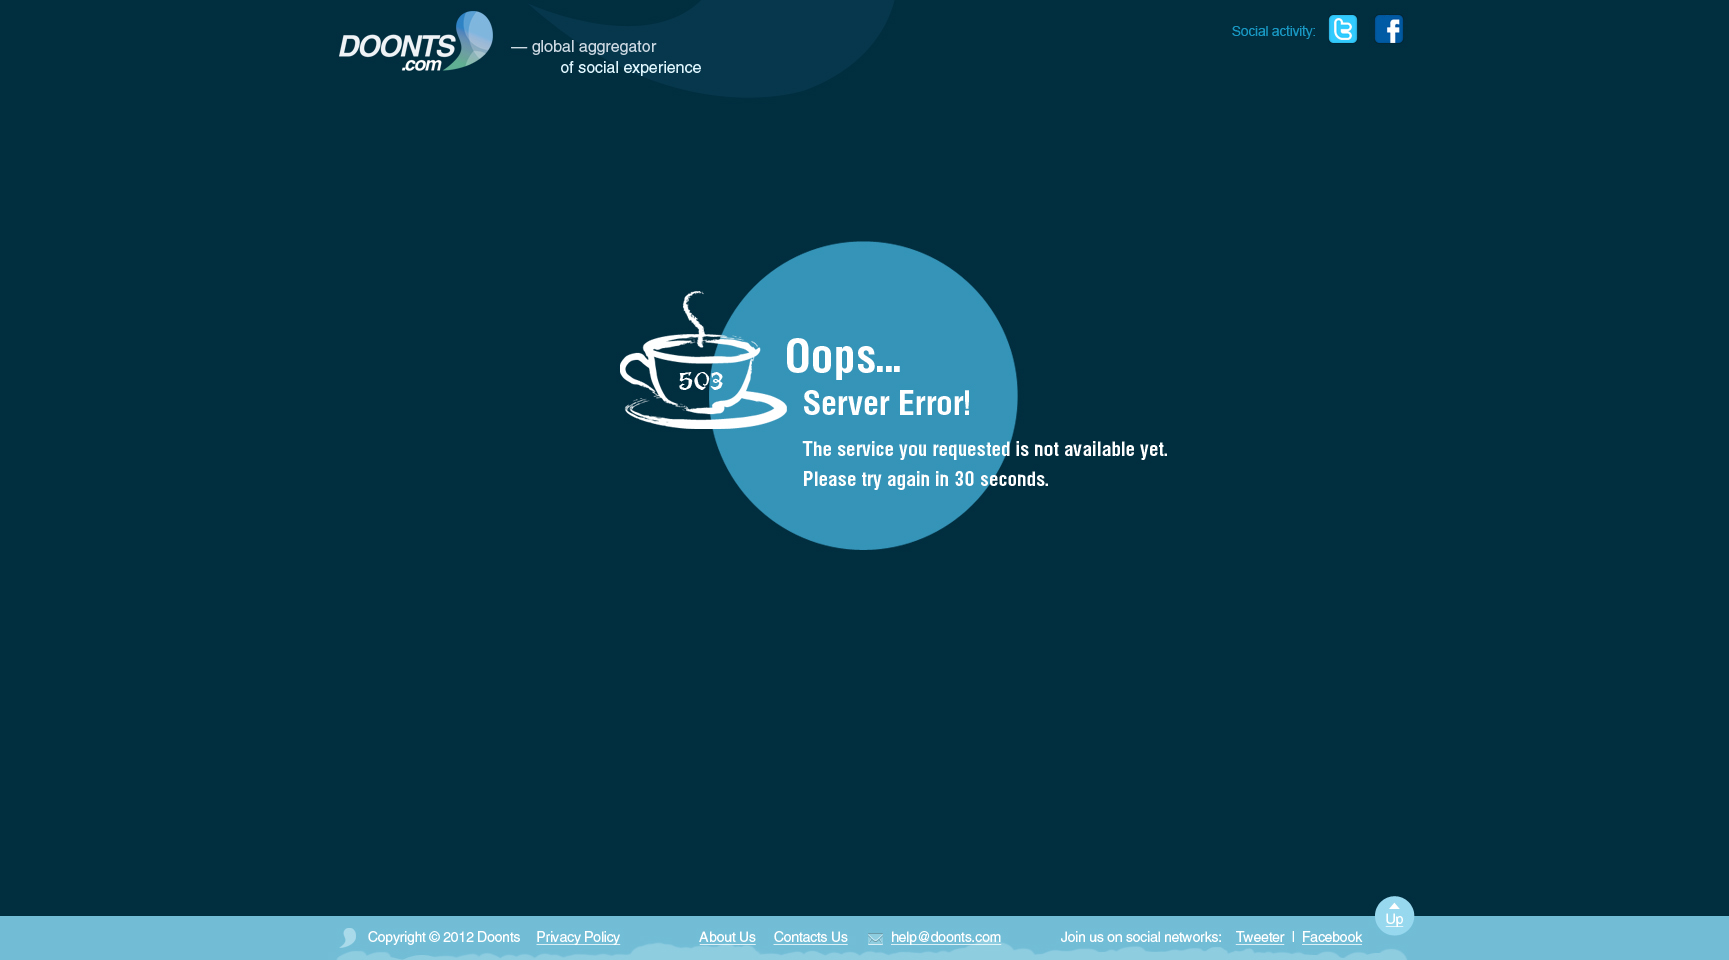 DOONTS
.com
— global aggregator
of social experience
Social activity:
503
Oops...
Server Error!
The service you requested is not available yet.
Please try again in 30 seconds.
Up
Copyright © 2012 Doonts Privacy Policy About Us Contacts Us help@doonts.com Join us on social networks: Tweeter | Facebook